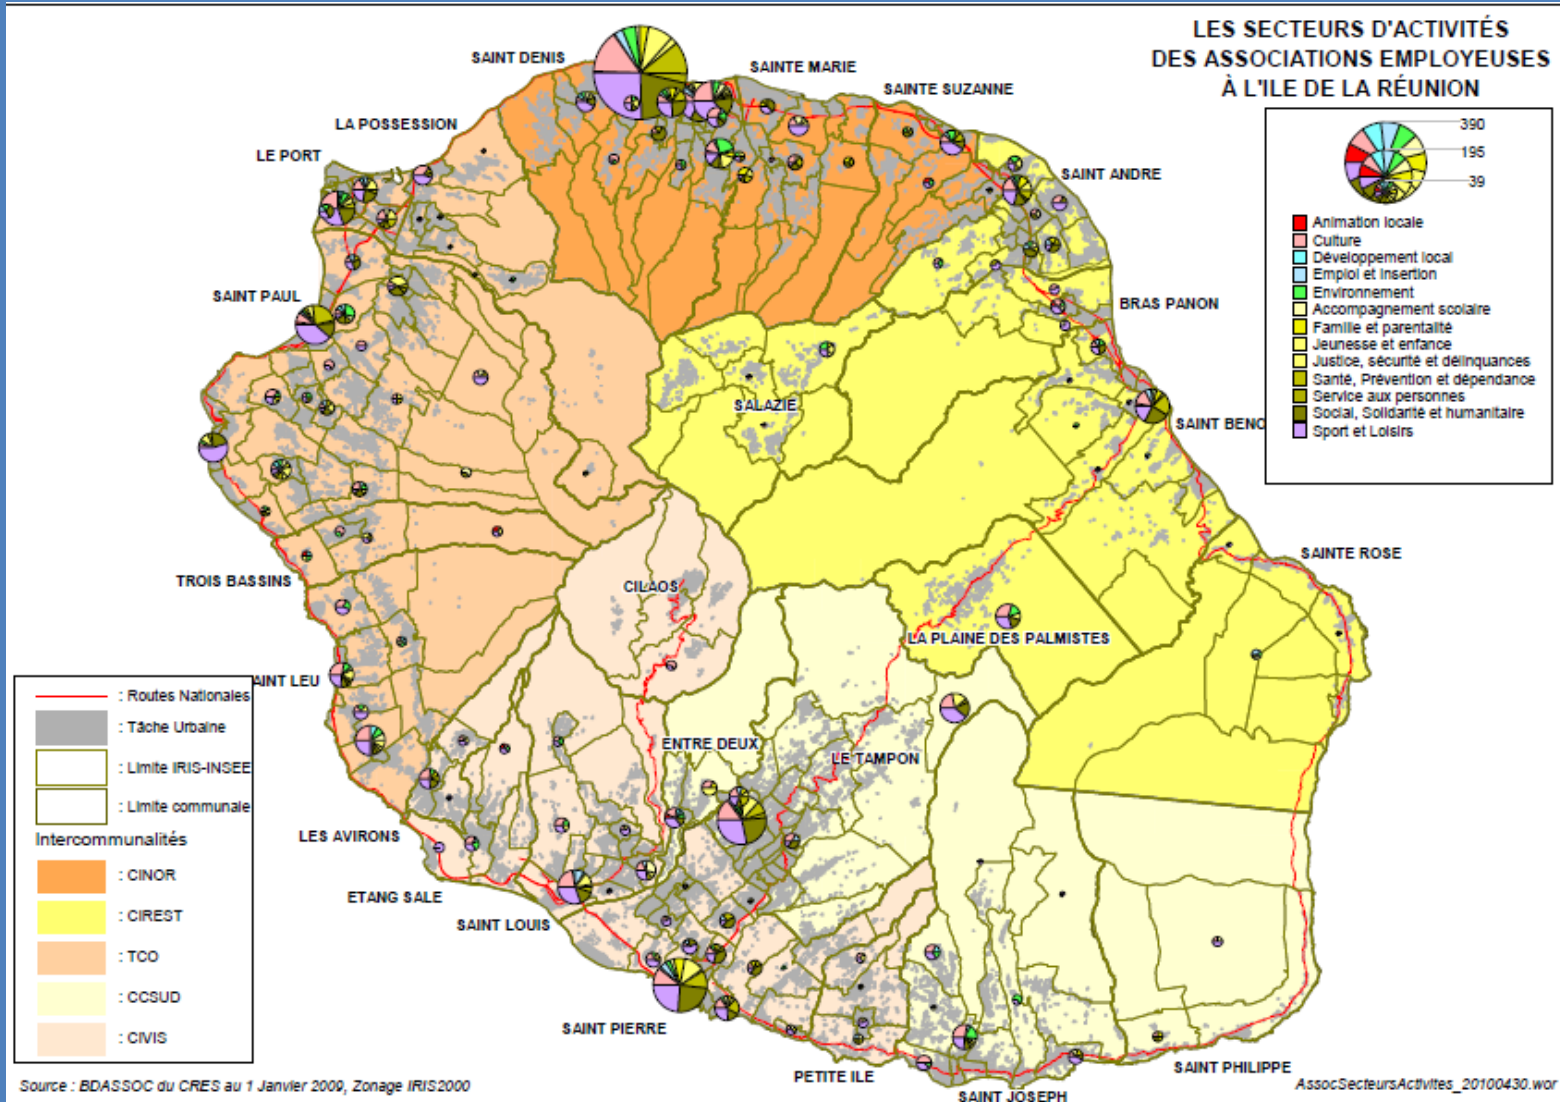 LES SECTEURS D'ACTIVITÉS
DES ASSOCIATIONS EMPLOYEUSES
À L'ILE DE LA RÉUNION
390
195
39
Animation locale
Culture
Développement local
Emploi et Insertion
Environnement
Accompagnement scolaire
Famille et parentalité
Jeunesse et enfance
Justice, sécurité et délinquances
Santé, Prévention et dépendance
Service aux personnes
Social, Solidarité et humanitaire
Sport et Loisirs
SAINT DENIS
SAINTE MARIE
SAINTE SUZANNE
LA POSSESSION
LE PORT
SAINT ANDRE
SAINT PAUL
BRAS PANON
SALAZIE
SAINT BENO
SAINTE ROSE
TROIS BASSINS
CILAOS
LA PLAINE DES PALMISTES
AINT LEU
ENTRE DEUX
LE TAMPON
LES AVIRONS
ETANG SALE
SAINT LOUIS
SAINT PIERRE
PETITE ILE
SAINT JOSEPH
SAINT PHILIPPE
: Routes Nationales
: Tâche Urbaine
: Limite IRIS-INSEE
: Limite communale
Intercommunalités
: CINOR
: CIREST
: TCO
: CCSUD
: CIVIS
Source : BDASSOC du CRES au 1 Janvier 2009, Zonage IRIS2000
AssocSecteursActivites_20100430.wor